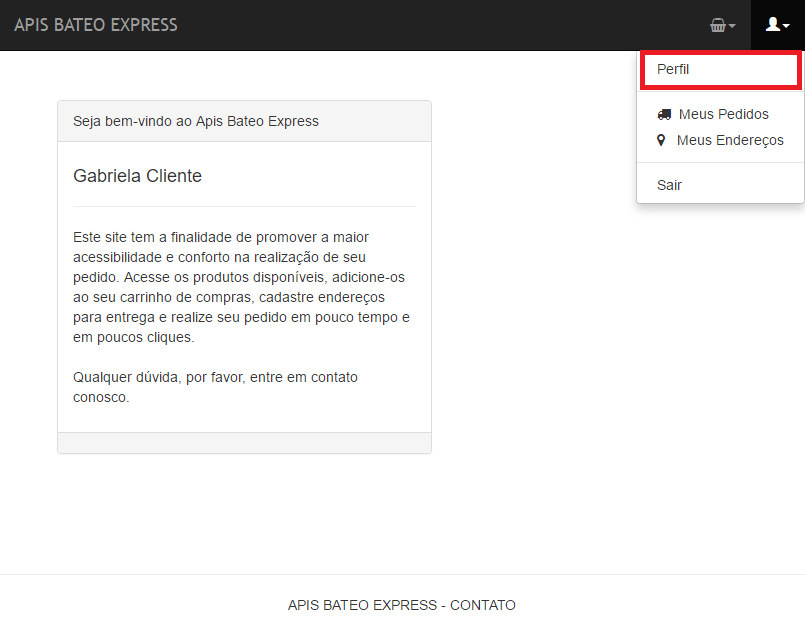 APIS BATEO EXPRESS
Perfil
Meus Pedidos
Meus Endereços
Sair
Seja bem-vindo ao Apis Bateo Express
Gabriela Cliente
Este site tem a finalidade de promover a maior
acessibilidade e conforto na realização de seu
pedido. Acesse os produtos disponíveis, adicione-os
ao seu carrinho de compras, cadastre endereços
para entrega e realize seu pedido em pouco tempo e
em poucos cliques.
Qualquer dúvida, por favor, entre em contato
conosco.
APIS BATEO EXPRESS - CONTATO